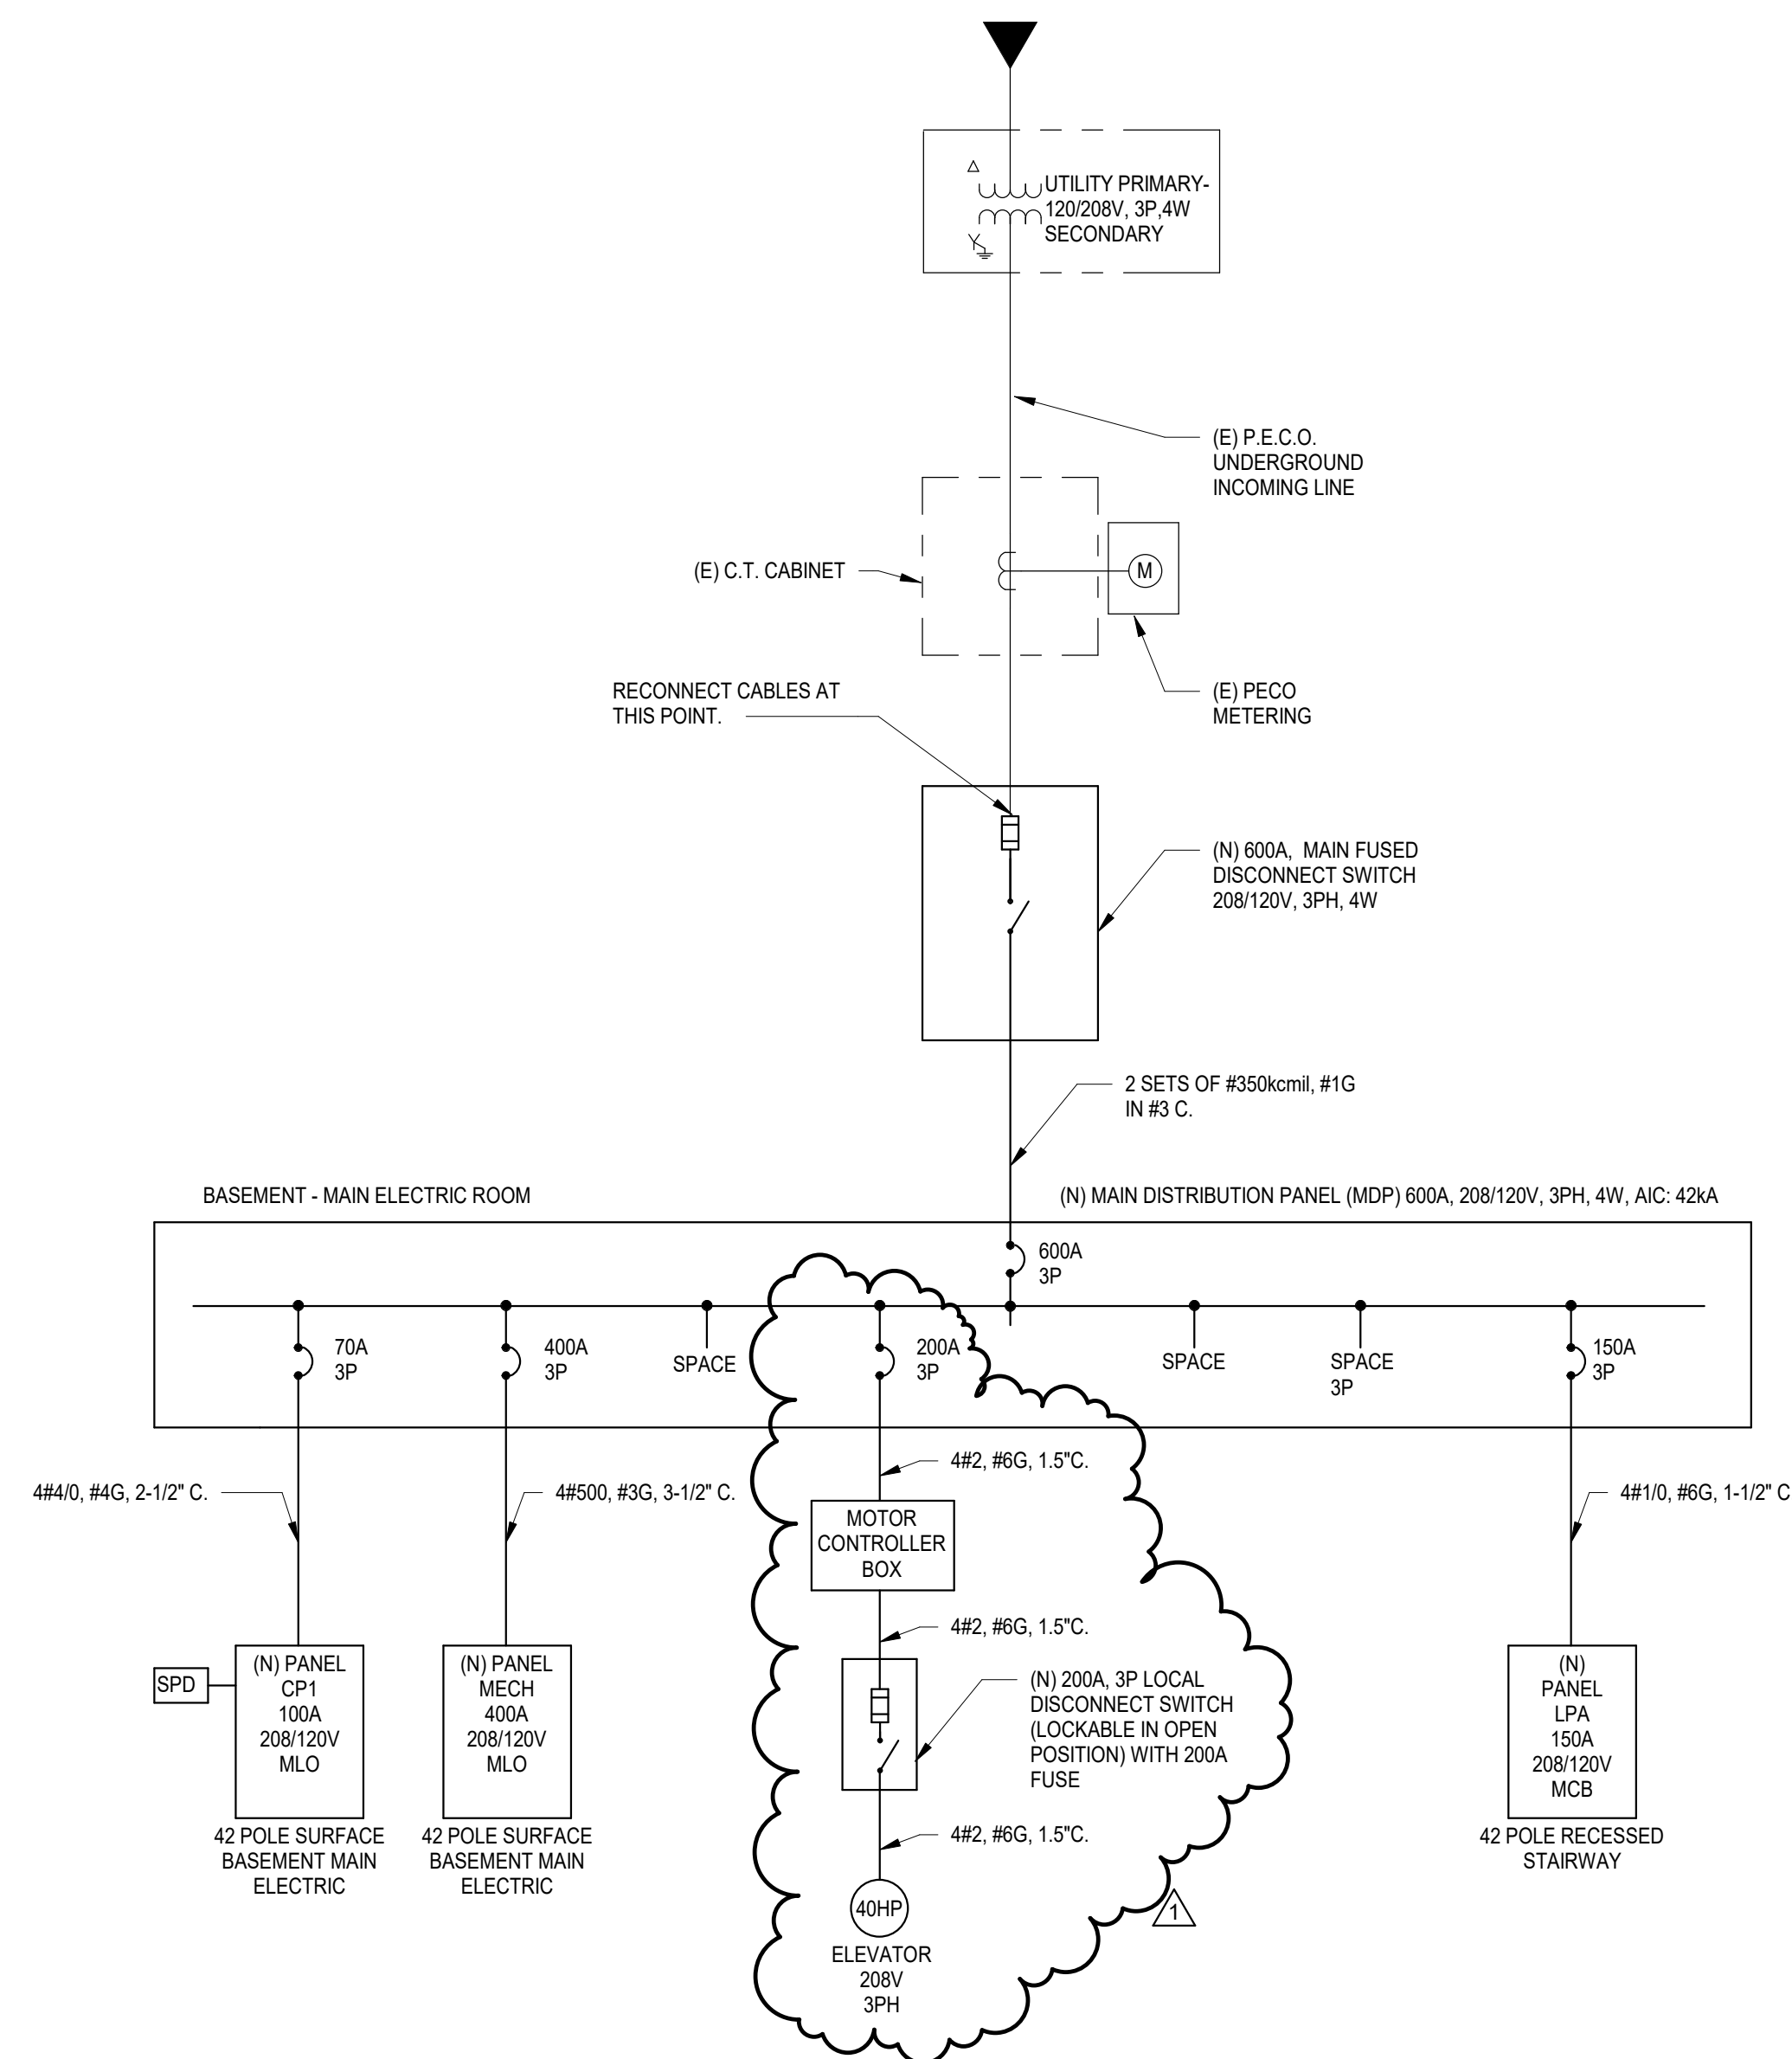 UTILITY PRIMARY-
120/208V, 3P,4W
SECONDARY
(E) P.E.C.O.
UNDERGROUND
INCOMING LINE
(E) C.T. CABINET
M
(E) PECO
METERING
RECONNECT CABLES AT
THIS POINT.
(N) 600A, MAIN FUSED
DISCONNECT SWITCH
208/120V, 3PH, 4W
2 SETS OF #350kcmil, #1G
IN #3 C.
BASEMENT - MAIN ELECTRIC ROOM
(N) MAIN DISTRIBUTION PANEL (MDP) 600A, 208/120V, 3PH, 4W, AIC: 42kA
600A
3P
70A
3P
400A
3P
SPACE
200A
3P
SPACE
SPACE
3P
150A
3P
4#4/0, #4G, 2-1/2" C.
4#500, #3G, 3-1/2" C.
4#2, #6G, 1.5"C.
4#1/0, #6G, 1-1/2" C
MOTOR
CONTROLLER
BOX
4#2, #6G, 1.5"C.
SPD
(N) PANEL
CP1
100A
208/120V
MLO
42 POLE SURFACE
BASEMENT MAIN
ELECTRIC
(N) PANEL
MECH
400A
208/120V
MLO
42 POLE SURFACE
BASEMENT MAIN
ELECTRIC
(N) 200A, 3P LOCAL
DISCONNECT SWITCH
(LOCKABLE IN OPEN
POSITION) WITH 200A
FUSE
4#2, #6G, 1.5"C.
40HP
ELEVATOR
208V
3PH
1
(N)
PANEL
LPA
150A
208/120V
MCB
42 POLE RECESSED
STAIRWAY